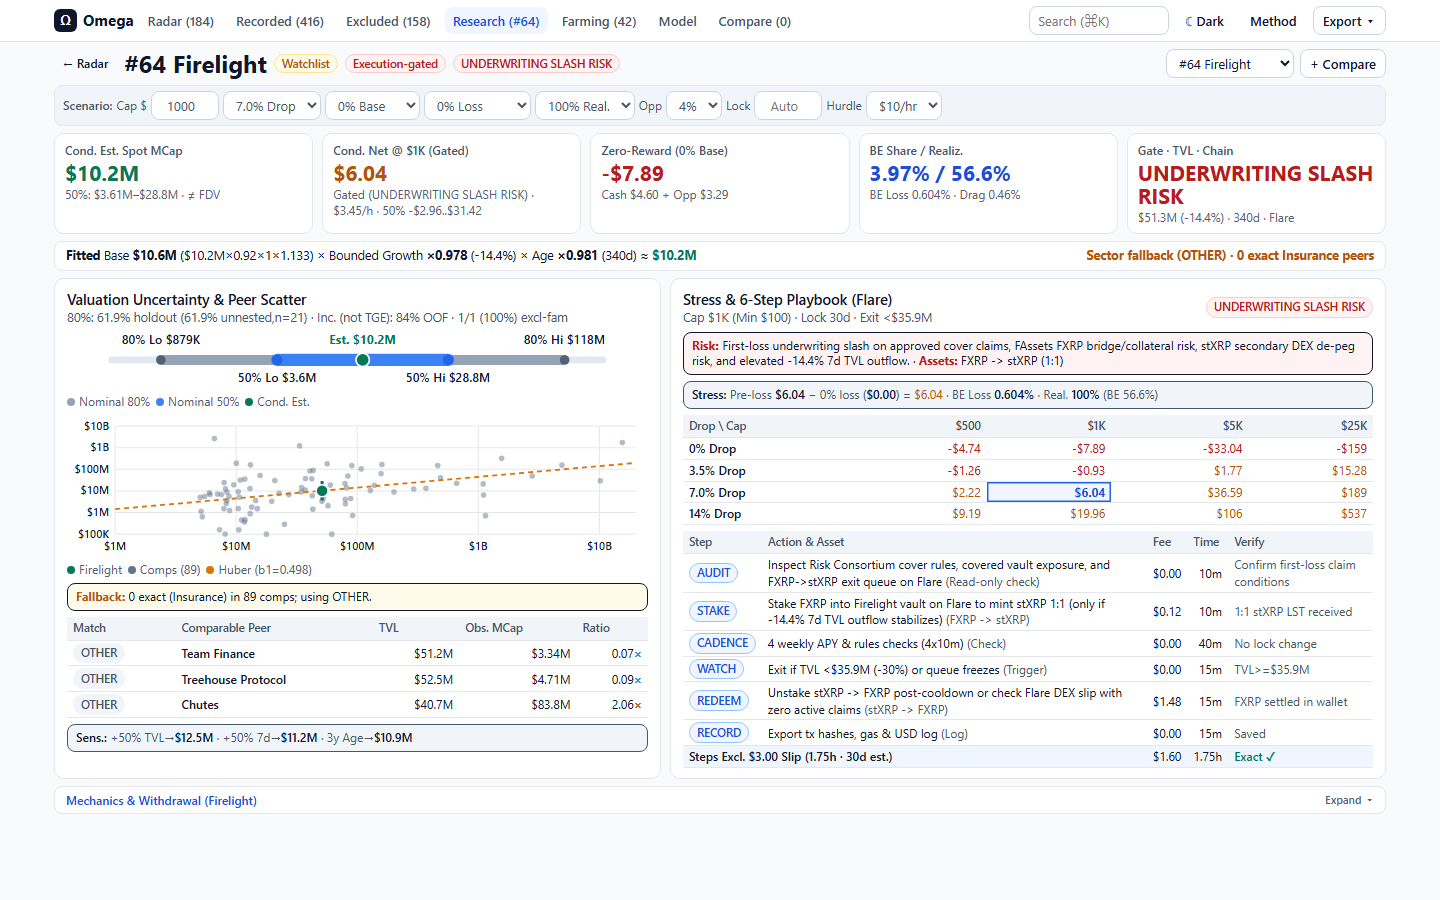 Ω Omega Radar (184) Recorded (416) Excluded (158) Research (#64) Farming (42) Model Compare (0) Search (⌘K) ☾ Dark Method Export ▾
← Radar #64 Firelight Watchlist Execution-gated UNDERWRITING SLASH RISK #64 Firelight + Compare
Scenario: Cap $ 1000 7.0% Drop 0% Base 0% Loss 100% Real. Opp 4% Lock Auto Hurdle $10/hr
Cond. Est. Spot MCap
$10.2M
50%: $3.61M–$28.8M · ≠ FDV
Cond. Net @ $1K (Gated)
$6.04
Gated (UNDERWRITING SLASH RISK) ·
$3.45/h · 50% -$2.96..$31.42
Zero-Reward (0% Base)
-$7.89
Cash $4.60 + Opp $3.29
BE Share / Realiz.
3.97% / 56.6%
BE Loss 0.604% · Drag 0.46%
Gate · TVL · Chain
UNDERWRITING SLASH
RISK
$51.3M (-14.4%) · 340d · Flare
Fitted Base $10.6M ($10.2M×0.92×1×1.133) × Bounded Growth ×0.978 (-14.4%) × Age ×0.981 (340d) ≈ $10.2M Sector fallback (OTHER) · 0 exact Insurance peers
Valuation Uncertainty & Peer Scatter
80%: 61.9% holdout (61.9% unnested,n=21) · Inc. (not TGE): 84% OOF · 1/1 (100%) excl-fam
80% Lo $879K Est. $10.2M 80% Hi $118M
50% Lo $3.6M 50% Hi $28.8M
Nominal 80% Nominal 50% Cond. Est.
$10B
$1B
$100M
$10M
$1M
$100K
$1M $10M $100M $1B $10B
Firelight Comps (89) Huber (b1=0.498)
Fallback: 0 exact (Insurance) in 89 comps; using OTHER.
Match Comparable Peer TVL Obs. MCap Ratio
OTHER Team Finance $51.2M $3.34M 0.07×
OTHER Treehouse Protocol $52.5M $4.71M 0.09×
OTHER Chutes $40.7M $83.8M 2.06×
Sens.: +50% TVL→$12.5M · +50% 7d→$11.2M · 3y Age→$10.9M
Stress & 6-Step Playbook (Flare)
Cap $1K (Min $100) · Lock 30d · Exit <$35.9M
UNDERWRITING SLASH RISK
Risk: First-loss underwriting slash on approved cover claims, FAssets FXRP bridge/collateral risk, stXRP secondary DEX de-peg
risk, and elevated -14.4% 7d TVL outflow. · Assets: FXRP -> stXRP (1:1)
Stress: Pre-loss $6.04 − 0% loss ($0.00) = $6.04 · BE Loss 0.604% · Real. 100% (BE 56.6%)
Drop \ Cap $500 $1K $5K $25K
0% Drop -$4.74 -$7.89 -$33.04 -$159
3.5% Drop -$1.26 -$0.93 $1.77 $15.28
7.0% Drop $2.22 $6.04 $36.59 $189
14% Drop $9.19 $19.96 $106 $537
Step Action & Asset Fee Time Verify
AUDIT Inspect Risk Consortium cover rules, covered vault exposure, and
FXRP->stXRP exit queue on Flare (Read-only check) $0.00 10m Confirm first-loss claim
conditions
STAKE Stake FXRP into Firelight vault on Flare to mint stXRP 1:1 (only if
-14.4% 7d TVL outflow stabilizes) (FXRP -> stXRP) $0.12 10m 1:1 stXRP LST received
CADENCE 4 weekly APY & rules checks (4x10m) (Check) $0.00 40m No lock change
WATCH Exit if TVL <$35.9M (-30%) or queue freezes (Trigger) $0.00 15m TVL>=$35.9M
REDEEM Unstake stXRP -> FXRP post-cooldown or check Flare DEX slip with
zero active claims (stXRP -> FXRP) $1.48 15m FXRP settled in wallet
RECORD Export tx hashes, gas & USD log (Log) $0.00 15m Saved
Steps Excl. $3.00 Slip (1.75h · 30d est.) $1.60 1.75h Exact ✓
Mechanics & Withdrawal (Firelight) Expand ▾